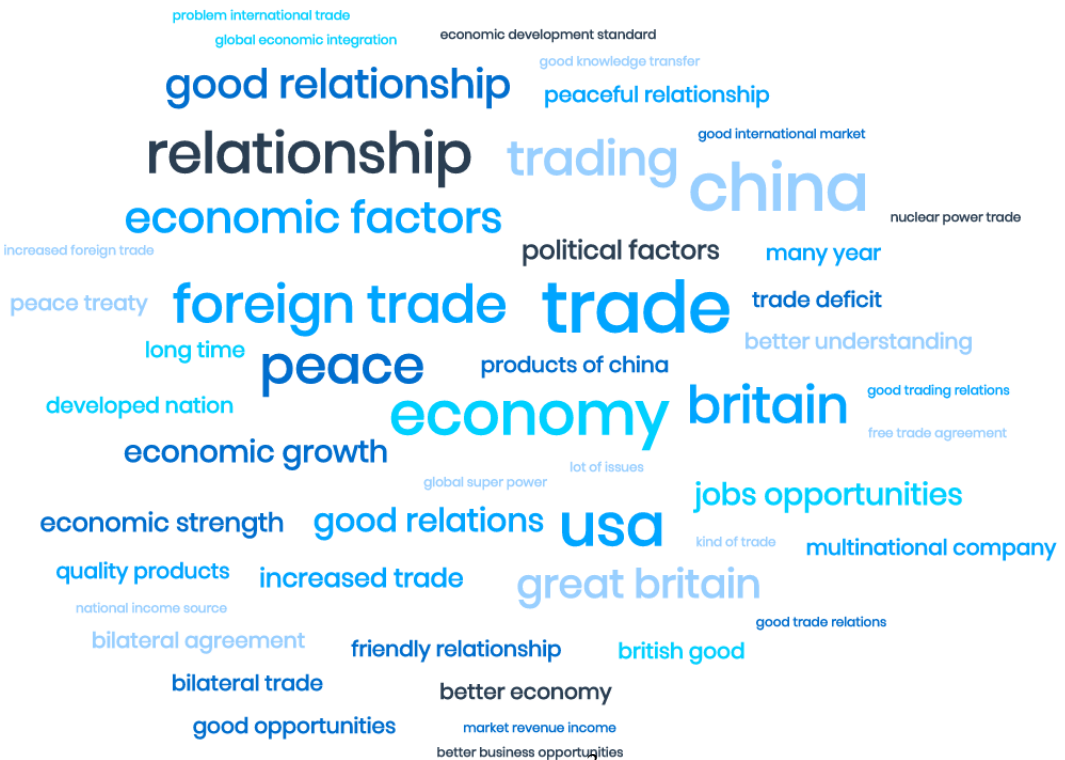 problem international trade
global economic integration
economic development standard
good knowledge transfer
good relationship
peaceful relationship
good international market
relationship
trading
china
economic factors
nuclear power trade
increased foreign trade
political factors
many year
peace treaty
foreign trade
trade
trade deficit
better understanding
long time
peace
products of china
developed nation
economy
britain
good trading relations
free trade agreement
economic growth
lot of issues
global super power
jobs opportunities
economic strength
good relations
usa
kind of trade
multinational company
quality products
increased trade
great britain
national income source
good trade relations
bilateral agreement
friendly relationship
british good
bilateral trade
better economy
good opportunities
market revenue income
better business opportunities